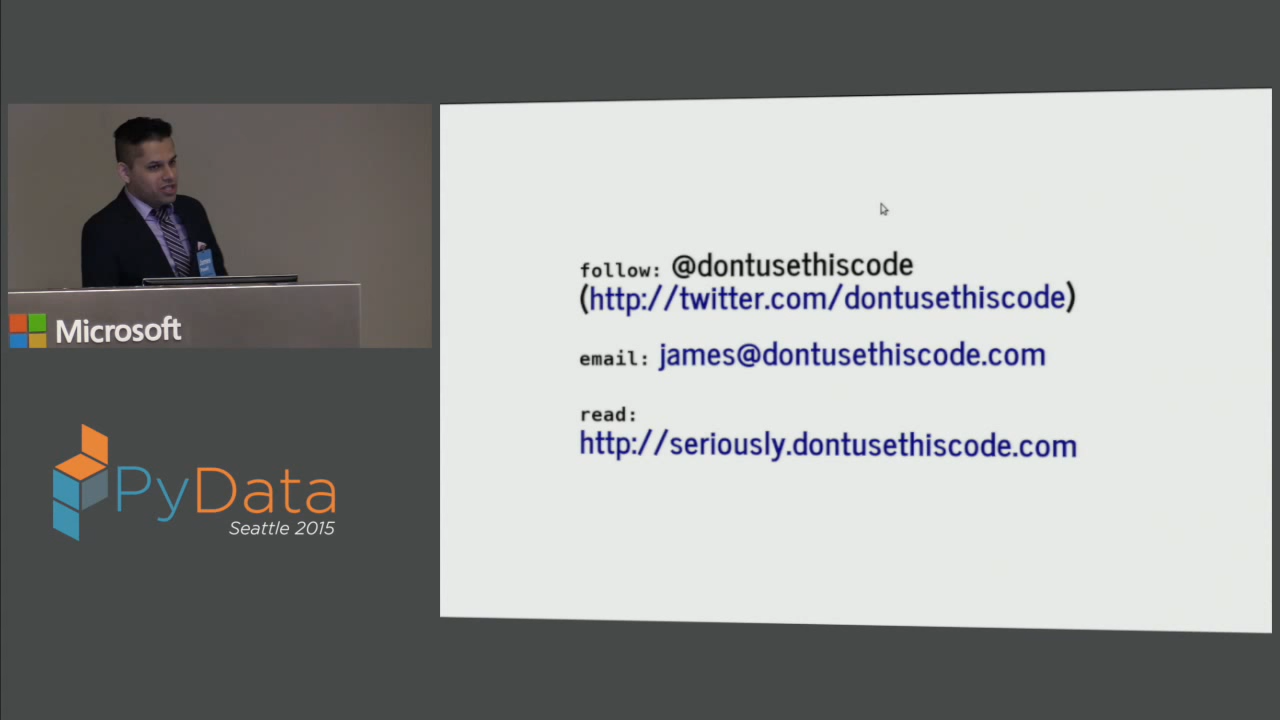 Microsoft
PyData
Seattle 2015
follow: @dontusethiscode
(http://twitter.com/dontusethiscode)
email: james@dontusethiscode.com
read:
http://seriously.dontusethiscode.com